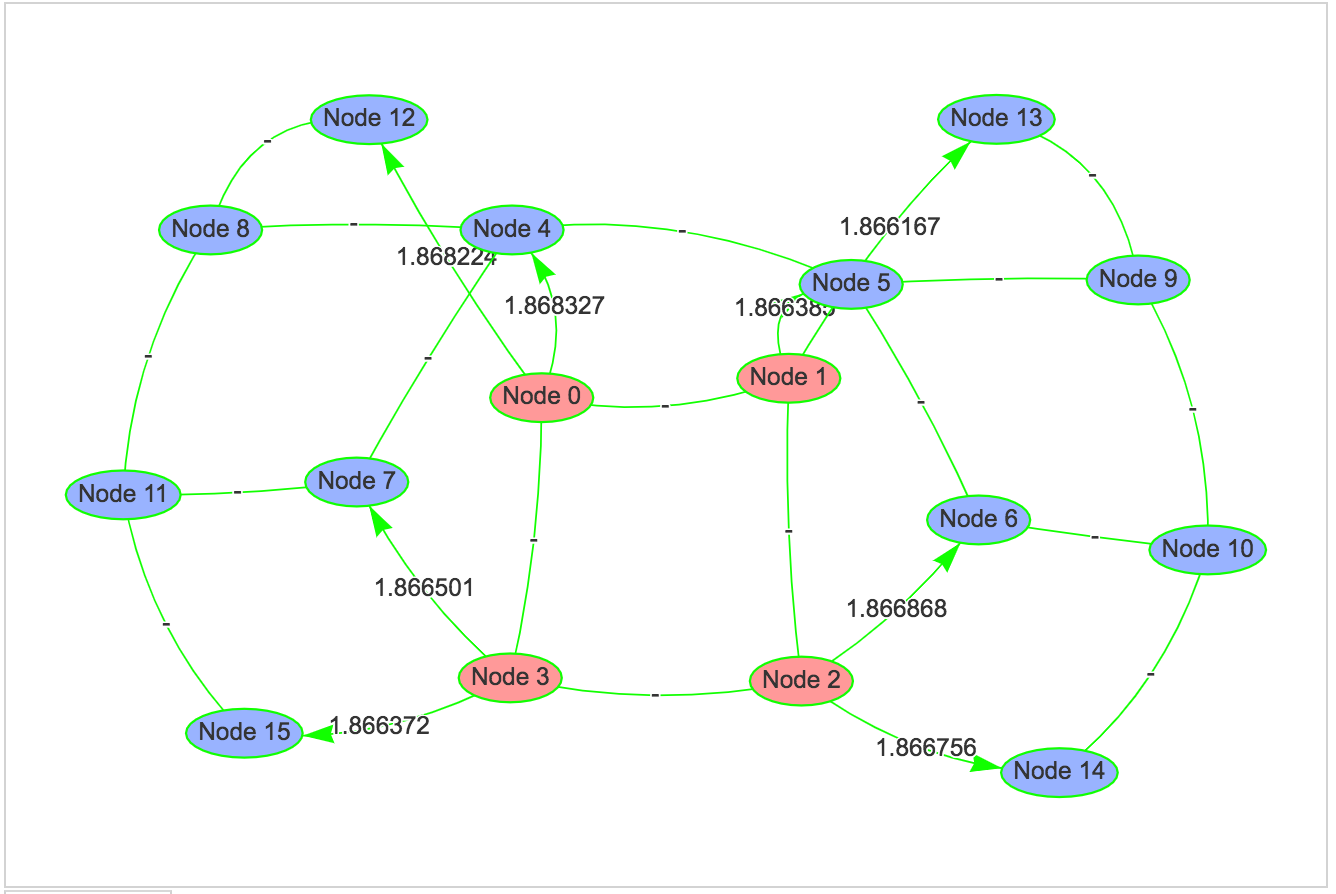 Node 12
Node 13
-
-
Node 8
-
Node 4
-
1.866167
1.868224
Node 5
-
Node 9
1.868327
1.866385
-
-
Node 1
Node 0
-
-
-
Node 7
Node 11
-
Node 6
-
-
-
Node 10
1.866501
1.866868
-
Node 3
Node 2
-
-
1.866372
Node 15
1.866756
Node 14